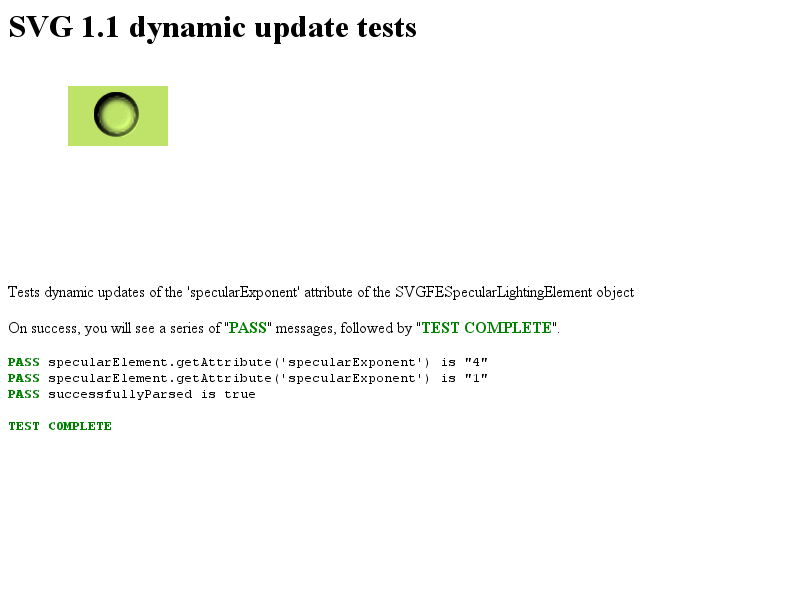 SVG 1.1 dynamic update tests
Tests dynamic updates of the 'specularExponent' attribute of the SVGFESpecularLightingElement object
On success, you will see a series of "PASS" messages, followed by "TEST COMPLETE".
PASS specularElement.getAttribute('specularExponent') is "4"
PASS specularElement.getAttribute('specularExponent') is "1"
PASS successfullyParsed is true
TEST COMPLETE